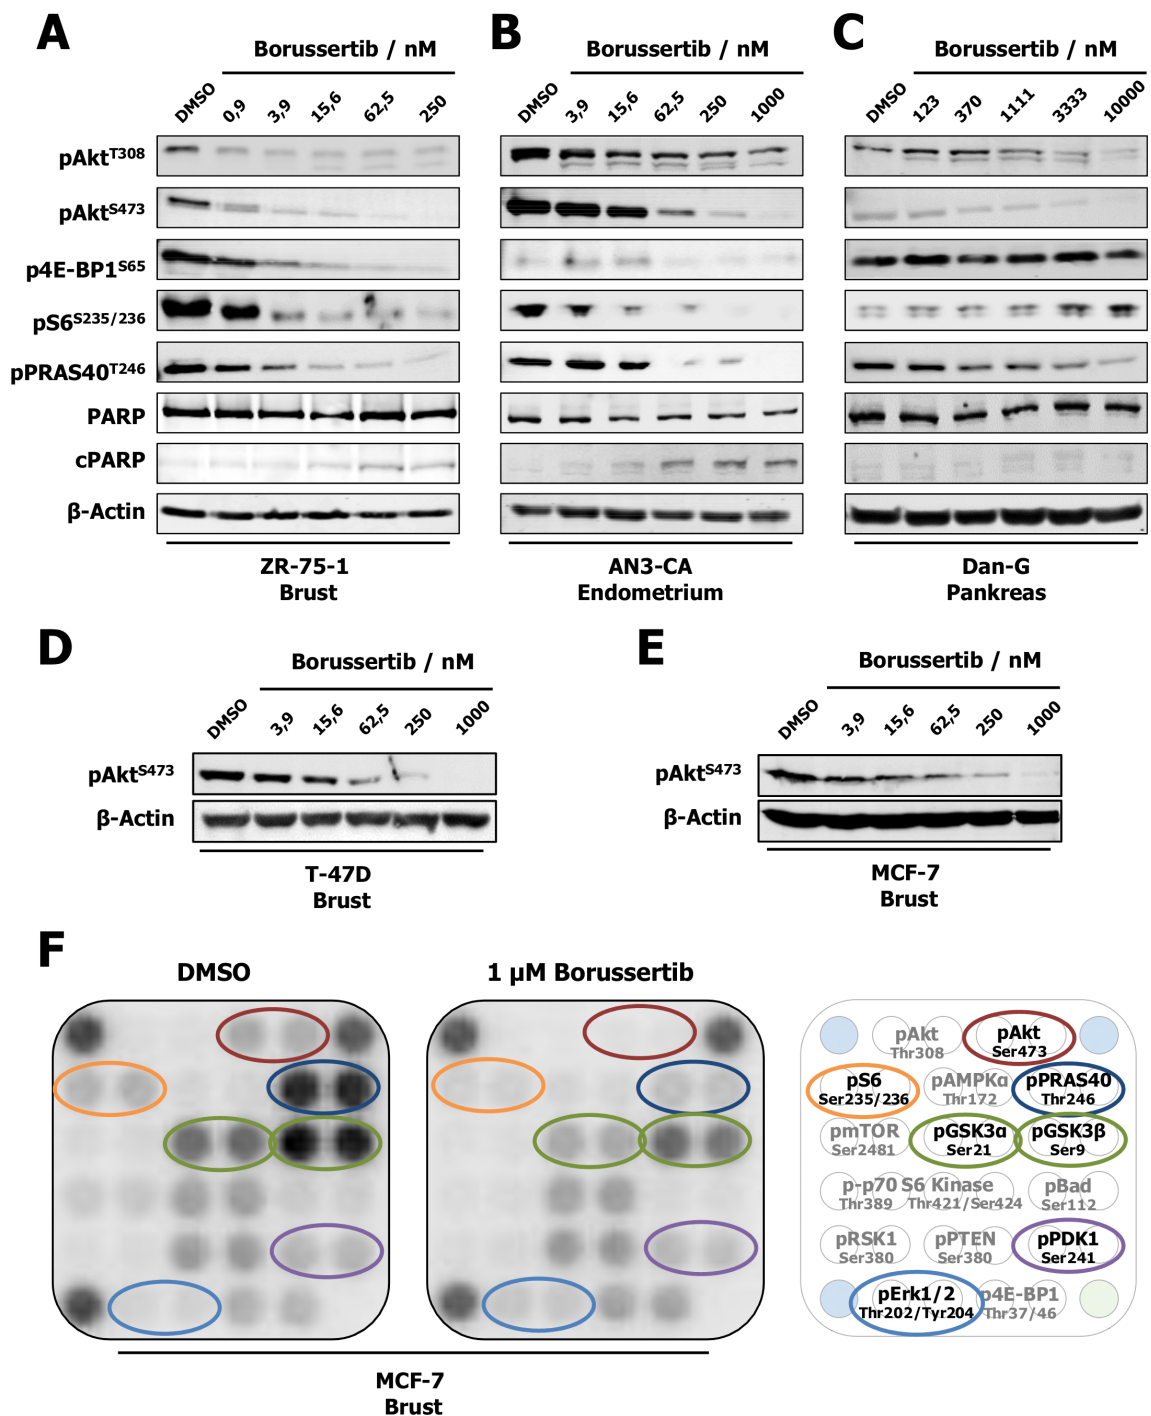 A
Borussertib / nM
DMSO 0,9 3,9 15,6 62,5 250
B
Borussertib / nM
DMSO 3,9 15,6 62,5 250 1000
C
Borussertib / nM
DMSO 123 370 1111 3333 10000
pAktT308
pAktS473
p4E-BP1S65
pS6S235/236
pPRAS40T246
PARP
cPARP
β-Actin
ZR-75-1
Brust
AN3-CA
Endometrium
Dan-G
Pankreas
D
Borussertib / nM
DMSO 3,9 15,6 62,5 250 1000
pAktS473
β-Actin
T-47D
Brust
E
Borussertib / nM
DMSO 3,9 15,6 62,5 250 1000
pAktS473
β-Actin
MCF-7
Brust
F
DMSO
1 µM Borussertib
pAkt pAkt
Thr308 Ser473
pS6 pAMPKα pPRAS40
Ser235/236 Thr172 Thr246
pmTOR pGSK3α pGSK3β
Ser2481 Ser21 Ser9
p-p70 S6 Kinase pBad
Thr389 Thr421/Ser424 Ser112
pRSK1 pPTEN pPDK1
Ser380 Ser380 Ser241
pErk1/2 p4E-BP1
Thr202/Tyr204 Thr37/46
MCF-7
Brust